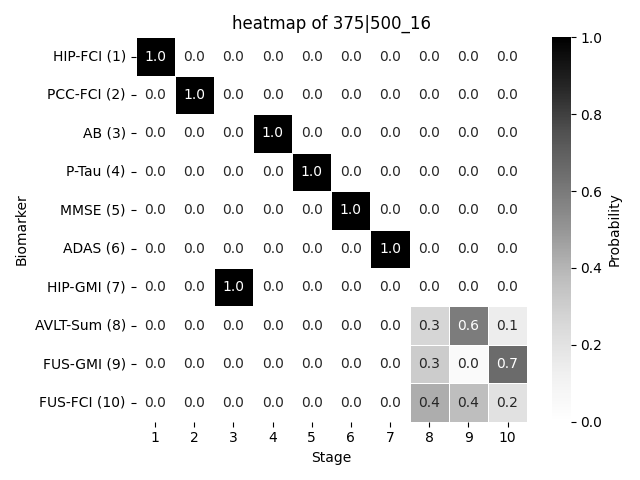 heatmap of 375|500_16
HIP-FCI (1) 1.0 0.0 0.0 0.0 0.0 0.0 0.0 0.0 0.0 0.0
PCC-FCI (2) 0.0 1.0 0.0 0.0 0.0 0.0 0.0 0.0 0.0 0.0
AB (3) 0.0 0.0 0.0 1.0 0.0 0.0 0.0 0.0 0.0 0.0
P-Tau (4) 0.0 0.0 0.0 0.0 1.0 0.0 0.0 0.0 0.0 0.0
MMSE (5) 0.0 0.0 0.0 0.0 0.0 1.0 0.0 0.0 0.0 0.0
ADAS (6) 0.0 0.0 0.0 0.0 0.0 0.0 1.0 0.0 0.0 0.0
HIP-GMI (7) 0.0 0.0 1.0 0.0 0.0 0.0 0.0 0.0 0.0 0.0
AVLT-Sum (8) 0.0 0.0 0.0 0.0 0.0 0.0 0.0 0.3 0.6 0.1
FUS-GMI (9) 0.0 0.0 0.0 0.0 0.0 0.0 0.0 0.3 0.0 0.7
FUS-FCI (10) 0.0 0.0 0.0 0.0 0.0 0.0 0.0 0.4 0.4 0.2
1 2 3 4 5 6 7 8 9 10
Stage
Biomarker
1.0
0.8
0.6
0.4
0.2
0.0
Probability